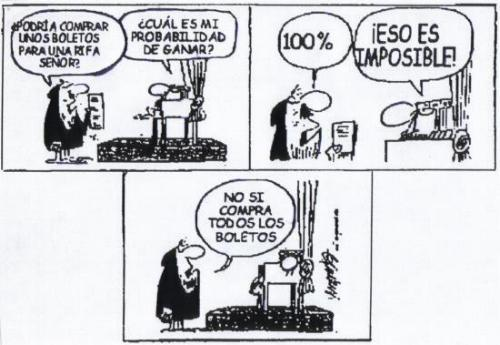 ¿PODRÍA COMPRAR
UNOS BOLETOS
PARA UNA RIFA
SEÑOR?
¿CUÁL ES MI
PROBABILIDAD
DE GANAR?
100%
¡ESO ES
IMPOSIBLE!
NO SI
COMPRA
TODOS LOS
BOLÉTOS